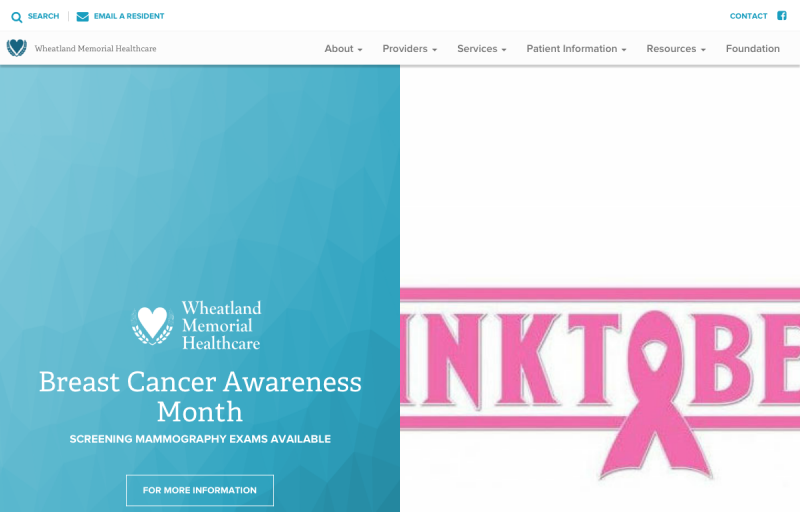 SEARCH
EMAIL A RESIDENT
CONTACT
Wheatland Memorial Healthcare
About
Providers
Services
Patient Information
Resources
Foundation
Wheatland
Memorial
Healthcare
Breast Cancer Awareness
Month
SCREENING MAMMOGRAPHY EXAMS AVAILABLE
FOR MORE INFORMATION
INKTOBE